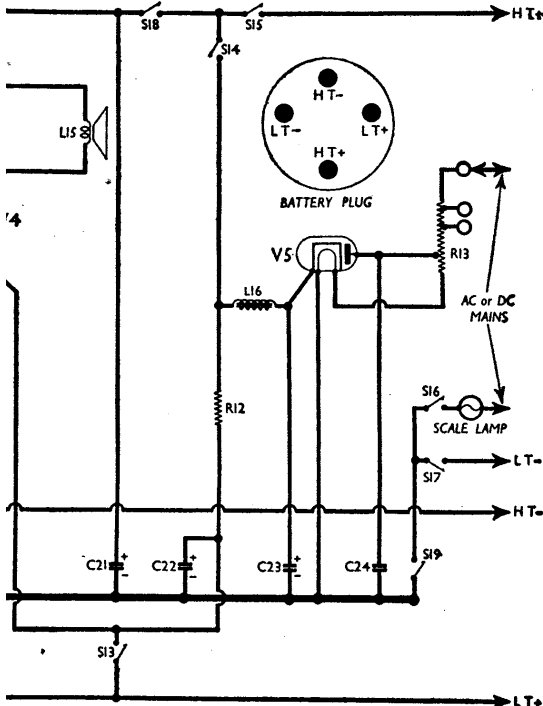 S18
S15
HT+
S14
L15
HT-
LT-
LT+
HT+
BATTERY PLUG
V4
V5
R13
L16
AC or DC
MAINS
R12
S16
SCALE LAMP
S17
LT-
HT-
C21
+
-
C22
+
-
C23
+
-
C24
S19
S13
LT+